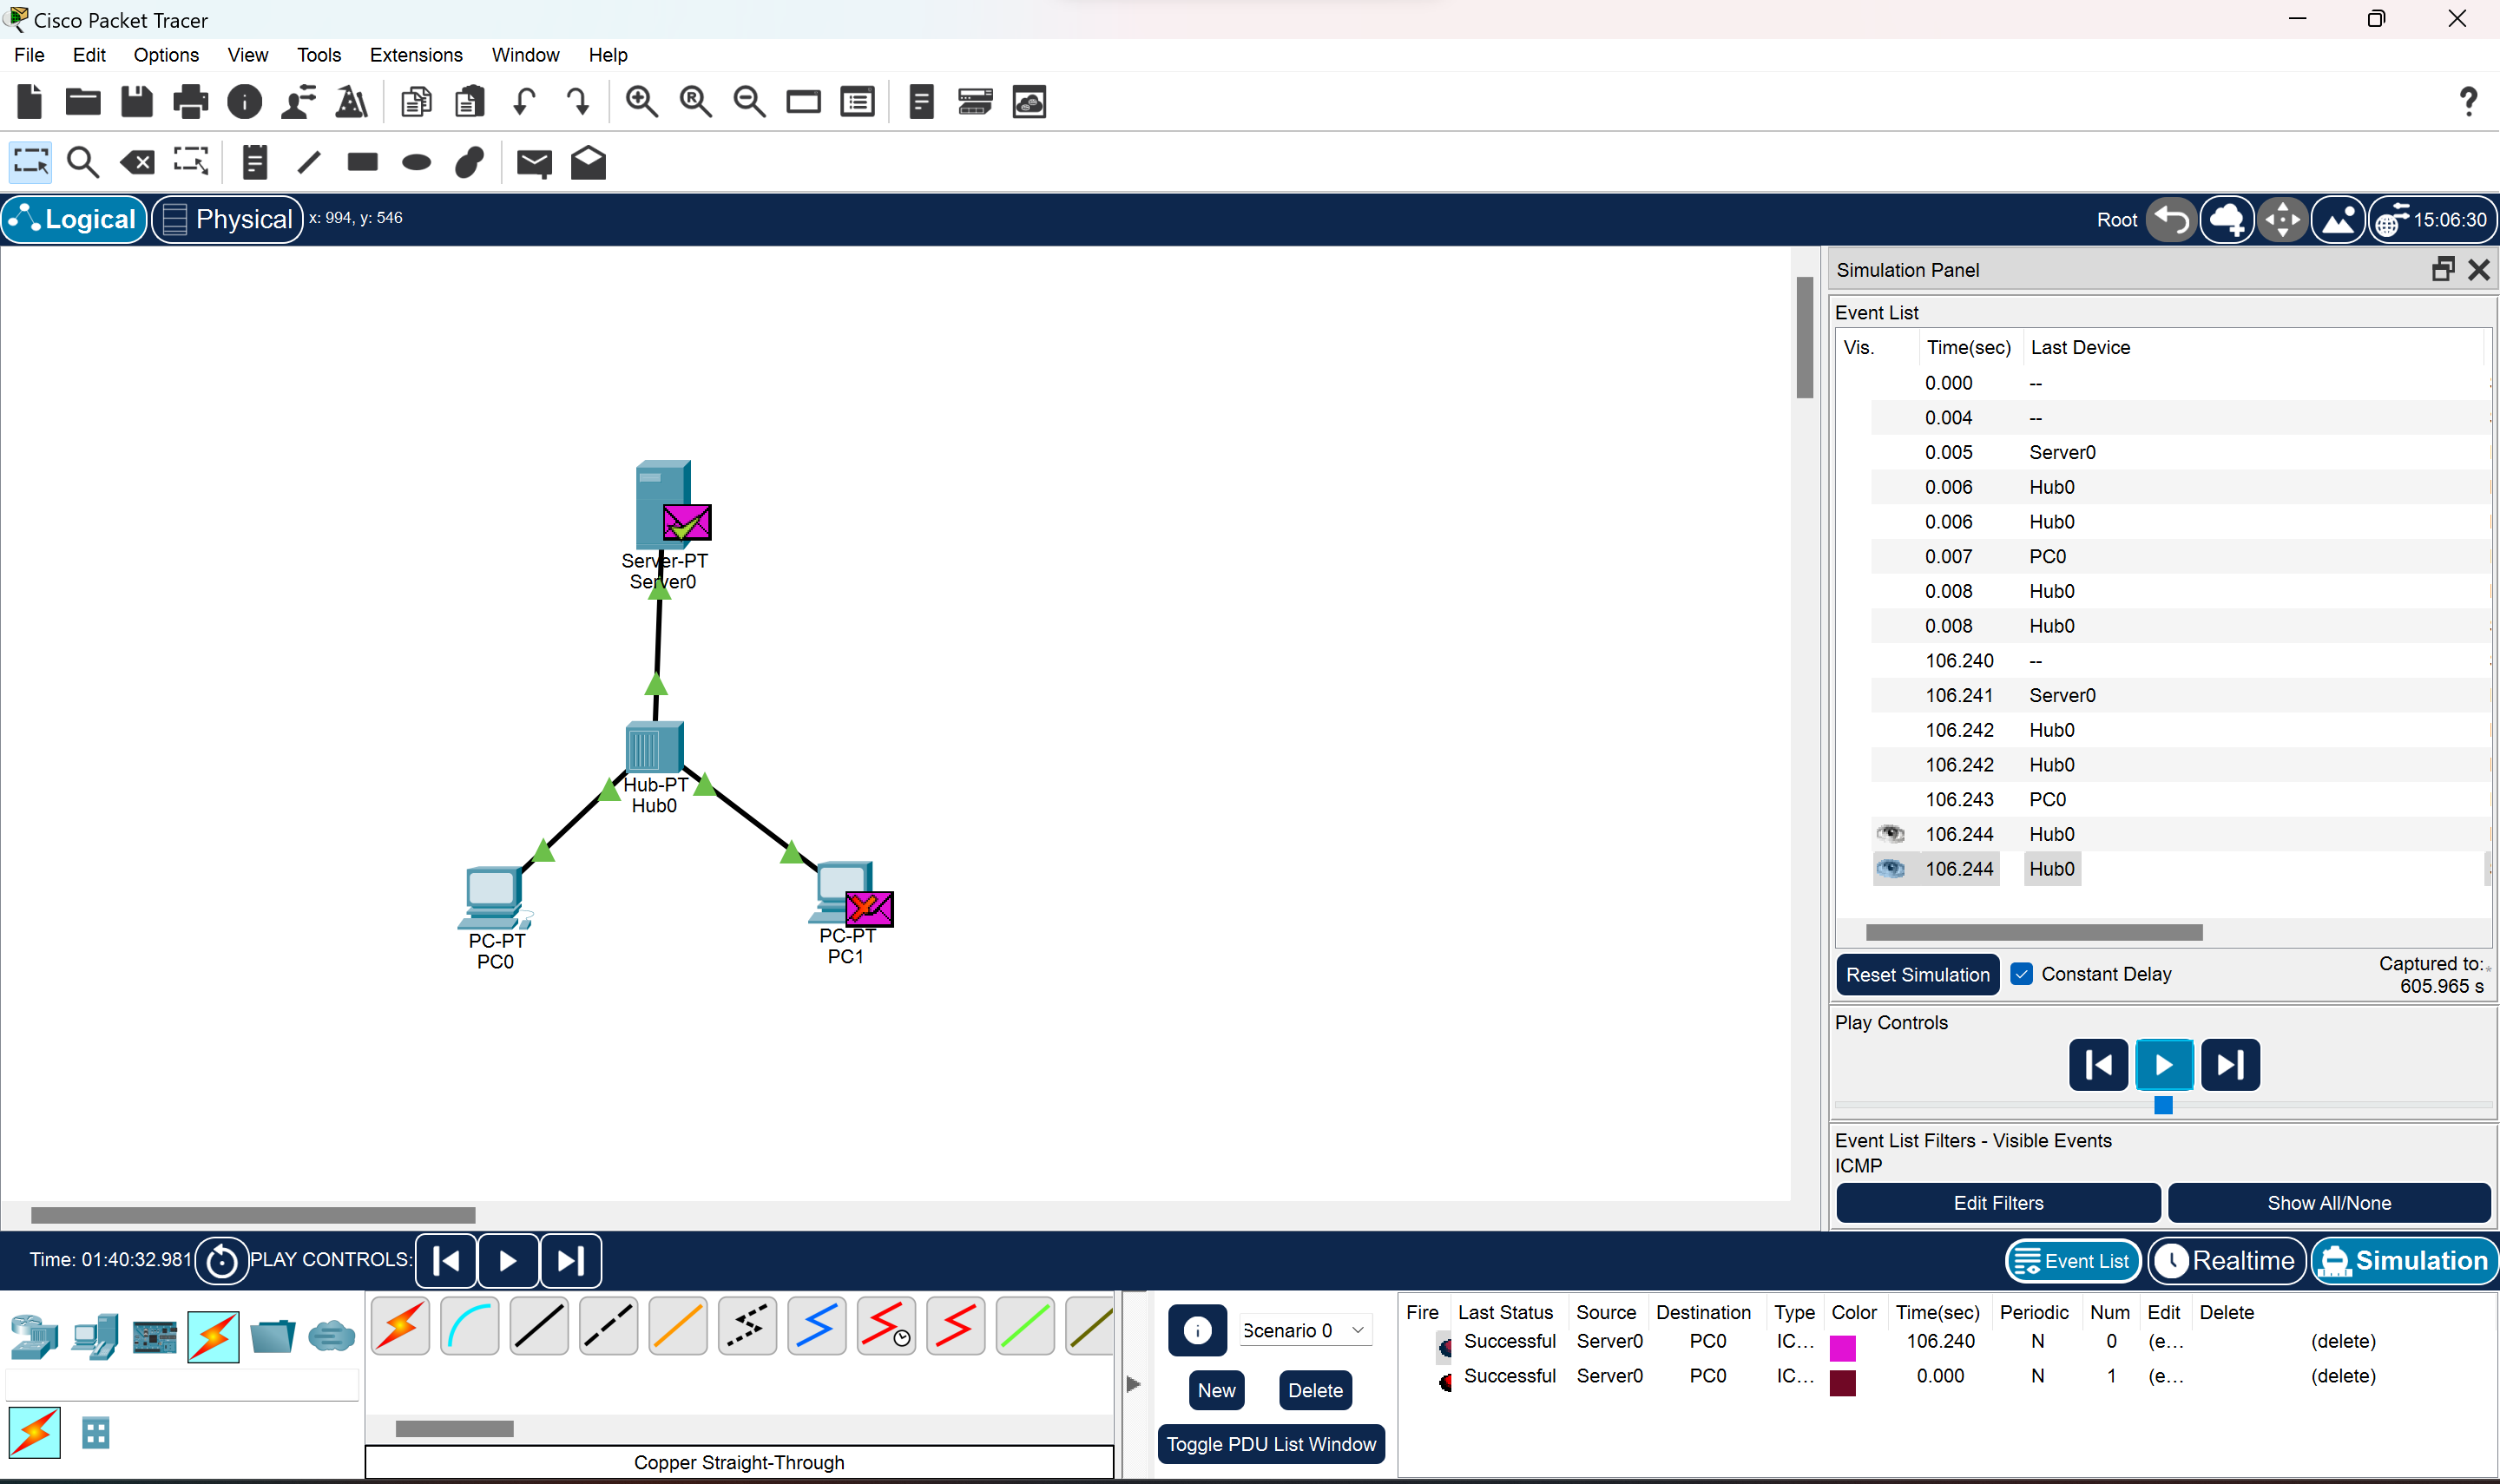 Cisco Packet Tracer
File Edit Options View Tools Extensions Window Help
Logical Physical x: 994, y: 546 Root 15:06:30
Simulation Panel
Event List
Vis. Time(sec) Last Device
0.000 --
0.004 --
0.005 Server0
0.006 Hub0
0.006 Hub0
0.007 PC0
0.008 Hub0
0.008 Hub0
106.240 --
106.241 Server0
106.242 Hub0
106.242 Hub0
106.243 PC0
106.244 Hub0
106.244 Hub0
Server-PT
Server0
Hub-PT
Hub0
PC-PT
PC0
PC-PT
PC1
Reset Simulation Constant Delay Captured to:*
605.965 s
Play Controls
Event List Filters - Visible Events
ICMP
Edit Filters Show All/None
Time: 01:40:32.981 PLAY CONTROLS: Event List Realtime Simulation
Scenario 0
New Delete
Toggle PDU List Window
Fire Last Status Source Destination Type Color Time(sec) Periodic Num Edit Delete
Successful Server0 PC0 IC... 106.240 N 0 (e... (delete)
Successful Server0 PC0 IC... 0.000 N 1 (e... (delete)
Copper Straight-Through